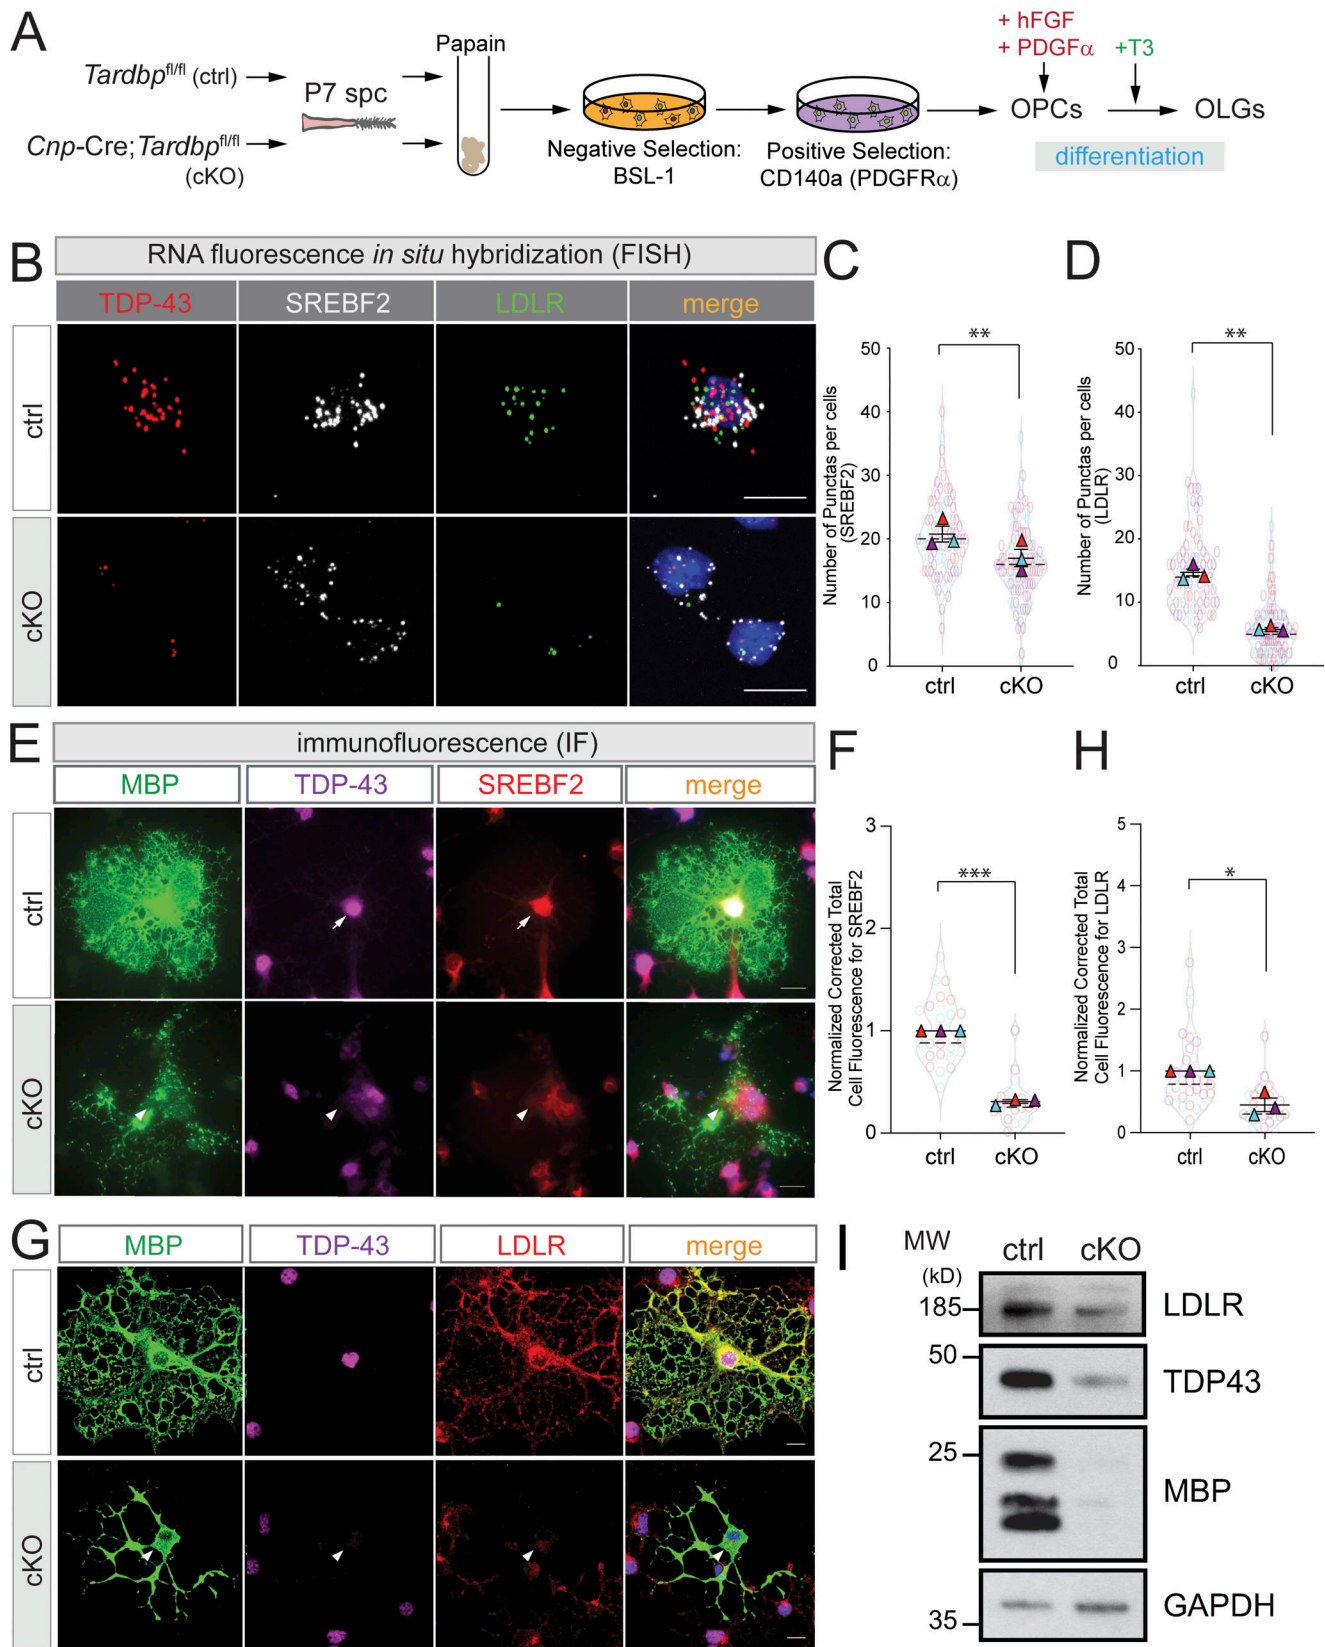 A
Tardbp^fl/fl (ctrl)
Cnp-Cre;Tardbp^fl/fl
(cKO)
P7 spc
Papain
Negative Selection:
BSL-1
Positive Selection:
CD140a (PDGFRα)
+ hFGF
+ PDGFα
+T3
OPCs
OLGs
differentiation
B
RNA fluorescence in situ hybridization (FISH)
TDP-43
SREBF2
LDLR
merge
ctrl
cKO
C
Number of Punctas per cells
(SREBF2)
50
40
30
20
10
0
**
ctrl
cKO
D
Number of Punctas per cells
(LDLR)
50
40
30
20
10
0
**
ctrl
cKO
E
immunofluorescence (IF)
MBP
TDP-43
SREBF2
merge
ctrl
cKO
F
Normalized Corrected Total
Cell Fluorescence for SREBF2
3
2
1
0
***
ctrl
cKO
H
Normalized Corrected Total
Cell Fluorescence for LDLR
5
4
3
2
1
0
*
ctrl
cKO
G
MBP
TDP-43
LDLR
merge
ctrl
cKO
I
MW
(kD)
ctrl
cKO
185
LDLR
50
TDP43
25
MBP
35
GAPDH